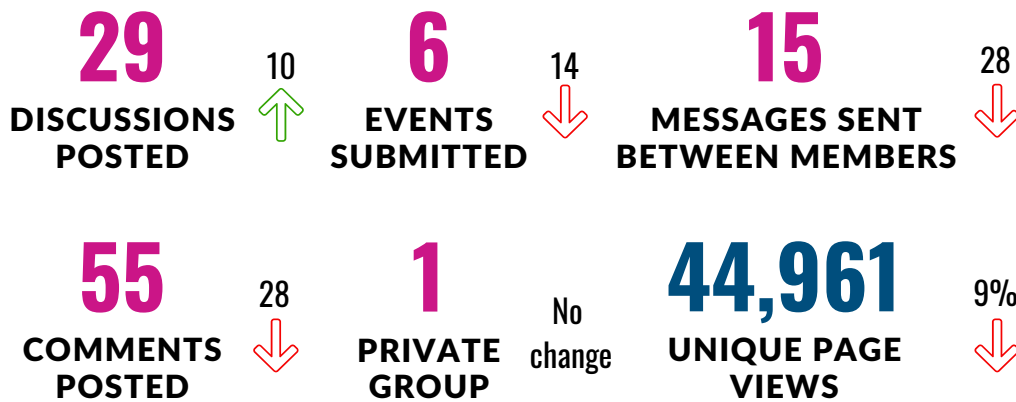 29
DISCUSSIONS
POSTED
10
6
EVENTS
SUBMITTED
14
15
MESSAGES SENT
BETWEEN MEMBERS
28
55
COMMENTS
POSTED
28
1
PRIVATE
GROUP
No
change
44,961
UNIQUE PAGE
VIEWS
9%